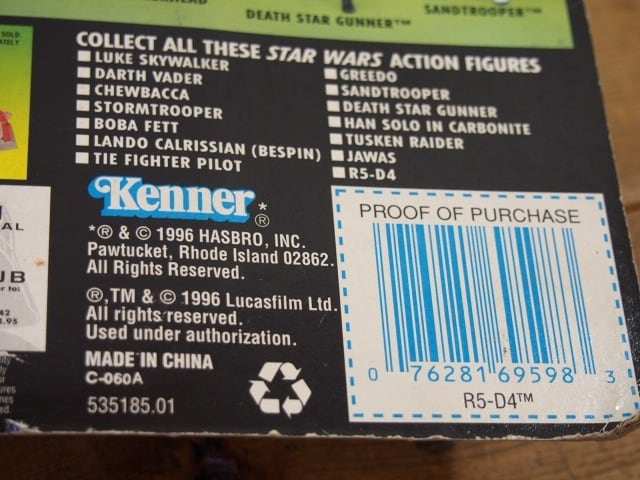 DEATH STAR GUNNER™
SANDTROOPER™
SOLD
COLLECT ALL THESE STAR WARS ACTION FIGURES
LUKE SKYWALKER
DARTH VADER
CHEWBACCA
STORMTROOPER
BOBA FETT
LANDO CALRISSIAN (BESPIN)
TIE FIGHTER PILOT
GREEDO
SANDTROOPER
DEATH STAR GUNNER
HAN SOLO IN CARBONITE
TUSKEN RAIDER
JAWAS
R5-D4
Kenner*®
*® & © 1996 HASBRO, INC.
Pawtucket, Rhode Island 02862.
All Rights Reserved.
®,TM & © 1996 Lucasfilm Ltd.
All rights reserved.
Used under authorization.
MADE IN CHINA
C-060A
535185.01
PROOF OF PURCHASE
0 76281 69598 3
R5-D4™